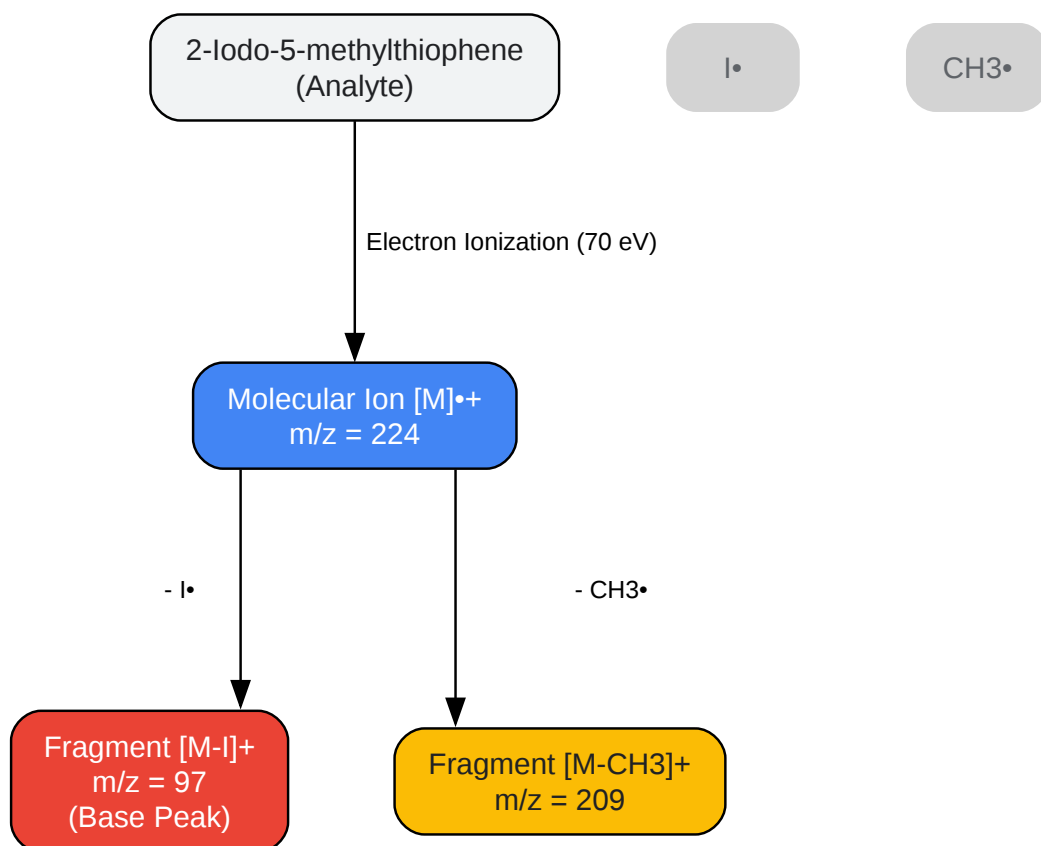 2-Iodo-5-methylthiophene
(Analyte)
I•
CH3•
Electron Ionization (70 eV)
Molecular Ion [M]•+
m/z = 224
- I•
- CH3•
Fragment [M-I]+
m/z = 97
(Base Peak)
Fragment [M-CH3]+
m/z = 209